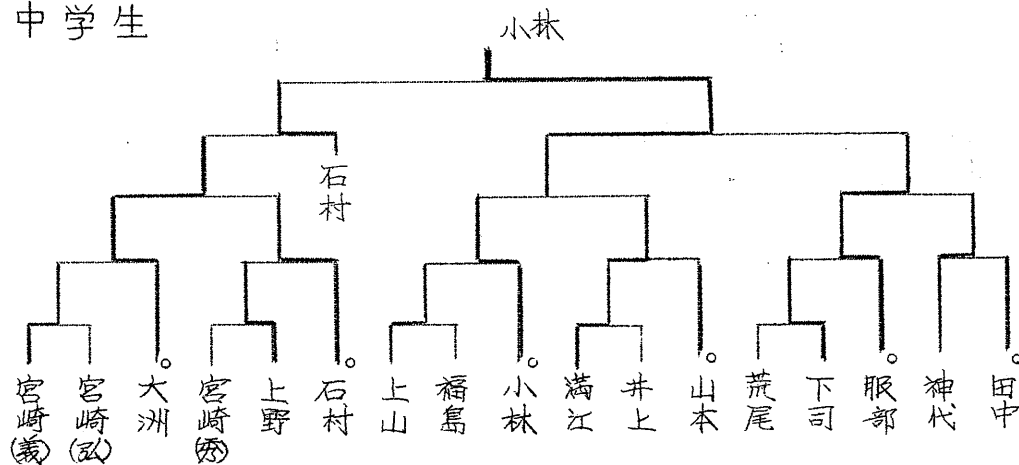 中学生
小林
石村
宮崎(義)
宮崎(弘)
大洲
宮崎(秀)
上野
石村
上山
福島
小林
満江
井上
山本
荒尾
下司
服部
神代
田中